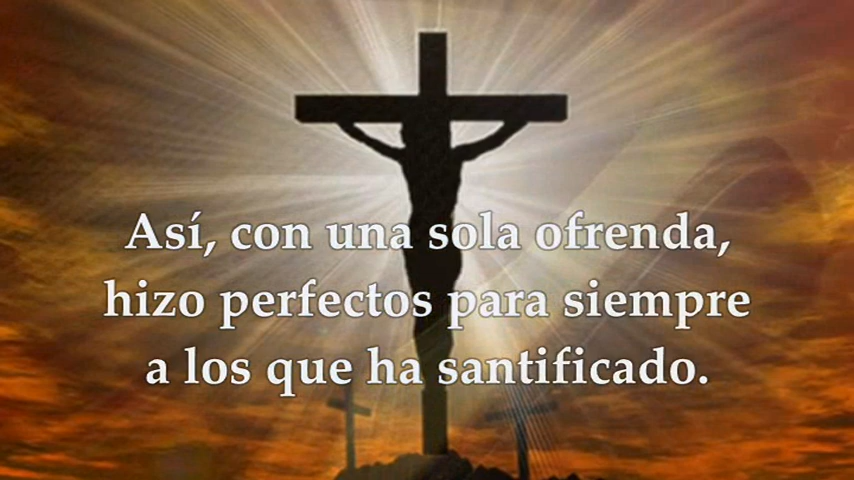 Así, con una sola ofrenda,
hizo perfectos para siempre
a los que ha santificado.